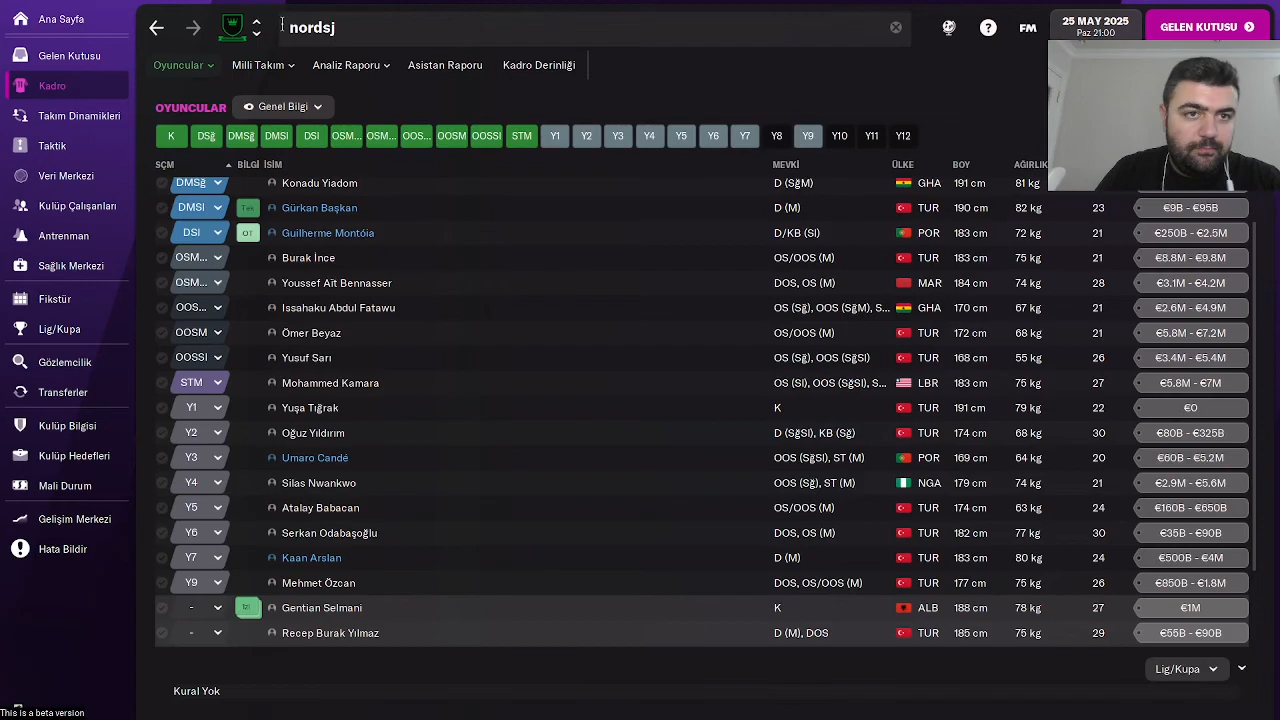 Ana Sayfa
nordsj
FM
25 MAY 2025
Paz 21:00
GELEN KUTUSU
Gelen Kutusu
Kadro
Takım Dinamikleri
Taktik
Veri Merkezi
Kulüp Çalışanları
Antrenman
Sağlık Merkezi
Fikstür
Lig/Kupa
Gözlemcilik
Transferler
Kulüp Bilgisi
Kulüp Hedefleri
Mali Durum
Gelişim Merkezi
Hata Bildir
This is a beta version
Oyuncular Milli Takım Analiz Raporu Asistan Raporu Kadro Derinliği
OYUNCULAR Genel Bilgi
K DSğ DMSğ DMSI DSI OSM... OSM... OOS... OOSM OOSSI STM Y1 Y2 Y3 Y4 Y5 Y6 Y7 Y8 Y9 Y10 Y11 Y12
SÇM BİLGİ İSİM MEVKİ ÜLKE BOY AĞIRLIK
DMSğ Konadu Yiadom D (SğM) GHA 191 cm 81 kg
DMSI Tek Gürkan Başkan D (M) TUR 190 cm 82 kg 23 €9B - €95B
DSI OT Guilherme Montóia D/KB (SI) POR 183 cm 72 kg 21 €250B - €2.5M
OSM... Burak İnce OS/OOS (M) TUR 183 cm 75 kg 21 €8.8M - €9.8M
OSM... Youssef Aït Bennasser DOS, OS (M) MAR 184 cm 74 kg 28 €3.1M - €4.2M
OOS... Issahaku Abdul Fatawu OS (Sğ), OOS (SğM), S... GHA 170 cm 67 kg 21 €2.6M - €4.9M
OOSM Ömer Beyaz OS/OOS (M) TUR 172 cm 68 kg 21 €5.8M - €7.2M
OOSSI Yusuf Sarı OS (Sğ), OOS (SğSI) TUR 168 cm 55 kg 26 €3.4M - €5.4M
STM Mohammed Kamara OS (SI), OOS (SğSI), S... LBR 183 cm 75 kg 27 €5.8M - €7M
Y1 Yuşa Tığrak K TUR 191 cm 79 kg 22 €0
Y2 Oğuz Yıldırım D (SğSI), KB (Sğ) TUR 174 cm 68 kg 30 €80B - €325B
Y3 Umaro Candé OOS (SğSI), ST (M) POR 169 cm 64 kg 20 €60B - €5.2M
Y4 Silas Nwankwo OOS (Sğ), ST (M) NGA 179 cm 74 kg 21 €2.9M - €5.6M
Y5 Atalay Babacan OS/OOS (M) TUR 174 cm 63 kg 24 €160B - €650B
Y6 Serkan Odabaşoğlu DOS, OS (M) TUR 182 cm 77 kg 30 €35B - €90B
Y7 Kaan Arslan D (M) TUR 183 cm 80 kg 24 €500B - €4M
Y9 Mehmet Özcan DOS, OS/OOS (M) TUR 177 cm 75 kg 26 €850B - €1.8M
- Gentian Selmani K ALB 188 cm 78 kg 27 €1M
- Recep Burak Yılmaz D (M), DOS TUR 185 cm 75 kg 29 €55B - €90B
Lig/Kupa
Kural Yok